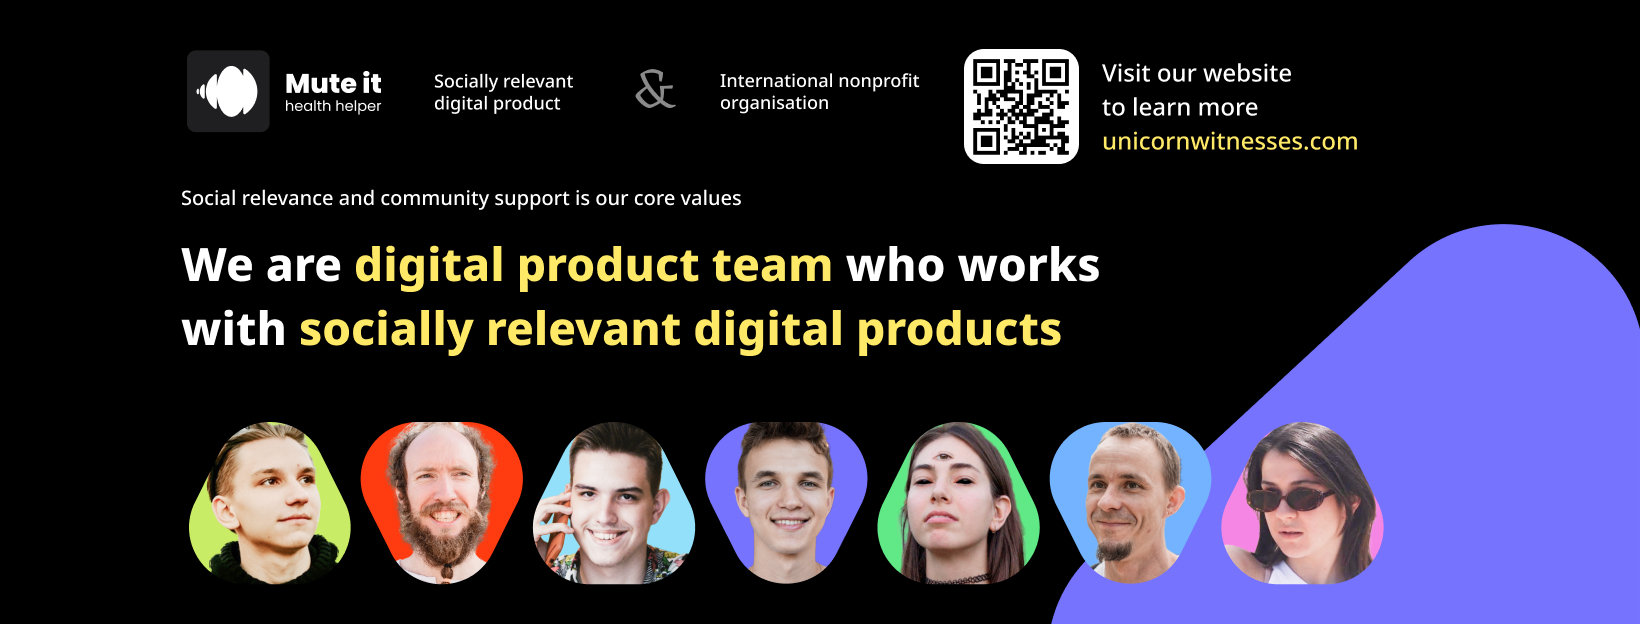 Mute it
health helper
Socially relevant
digital product
&
International nonprofit
organisation
Visit our website
to learn more
unicornwitnesses.com
Social relevance and community support is our core values
We are digital product team who works
with socially relevant digital products